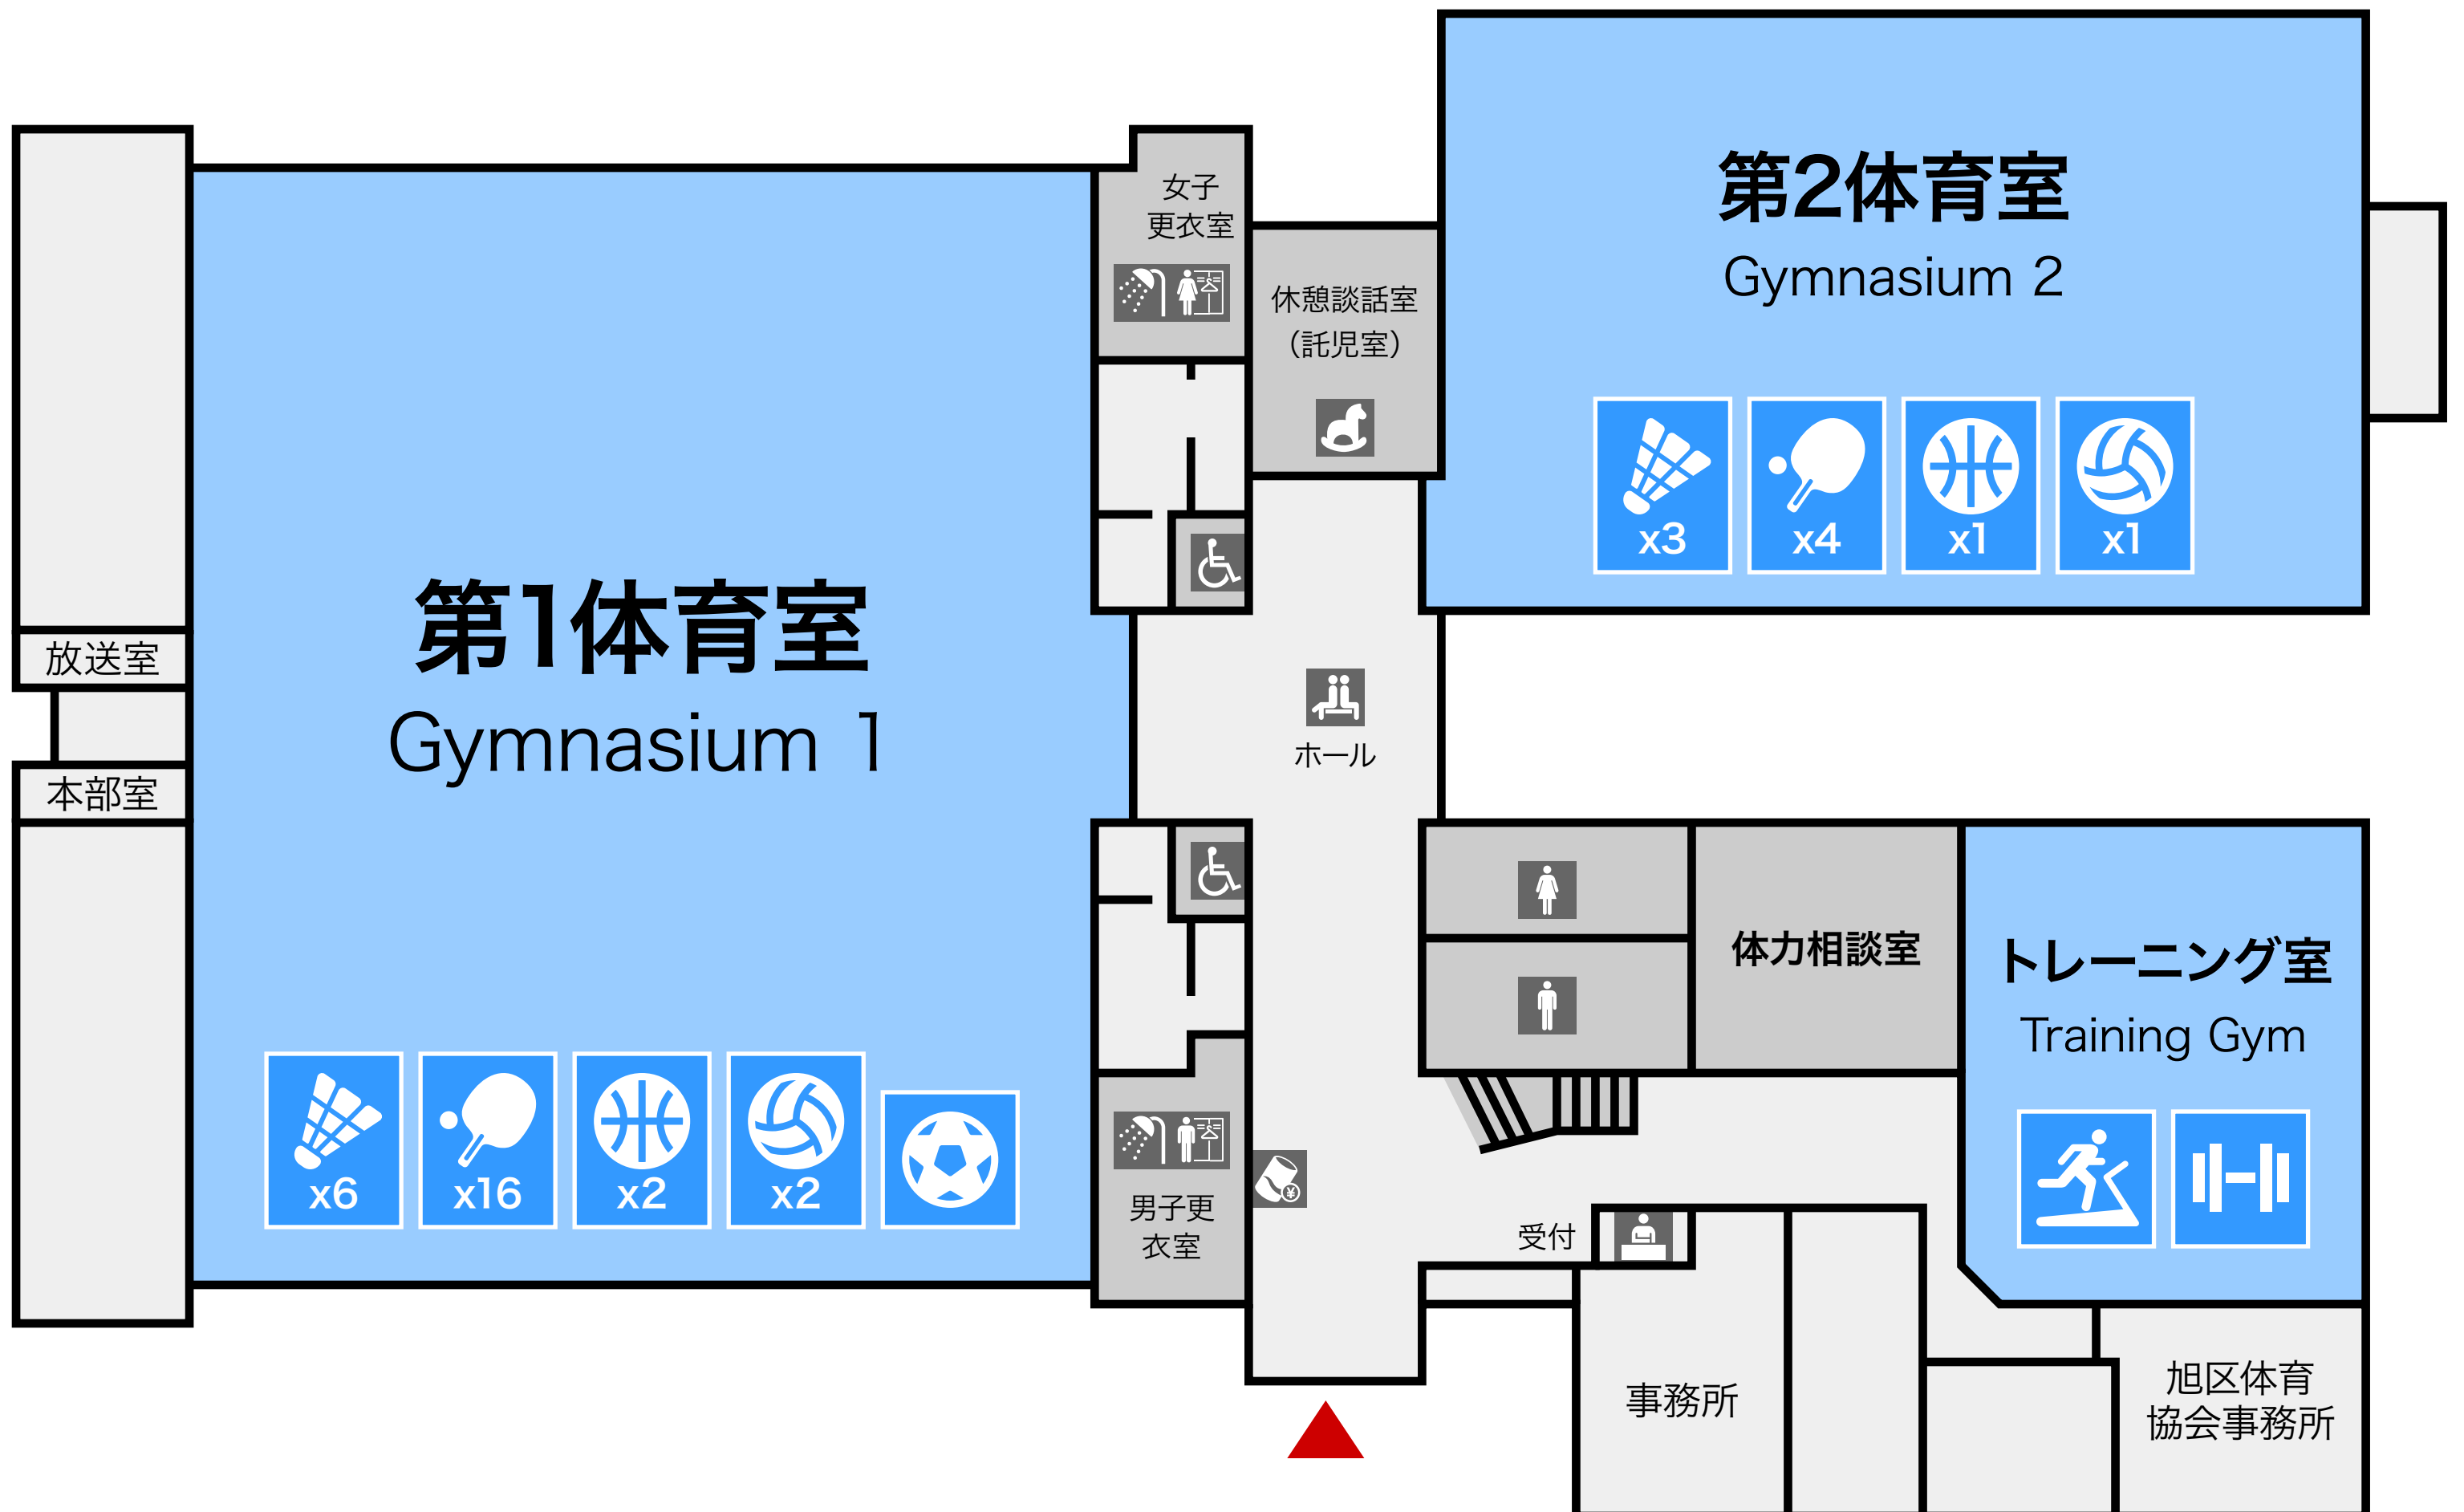 第2体育室
Gymnasium 2
x3
x4
x1
x1
女子
更衣室
休憩談話室
（託児室）
放送室
本部室
第1体育室
Gymnasium 1
x6
x16
x2
x2
ホール
体力相談室
トレーニング室
Training Gym
男子更
衣室
¥
受付
事務所
旭区体育
協会事務所